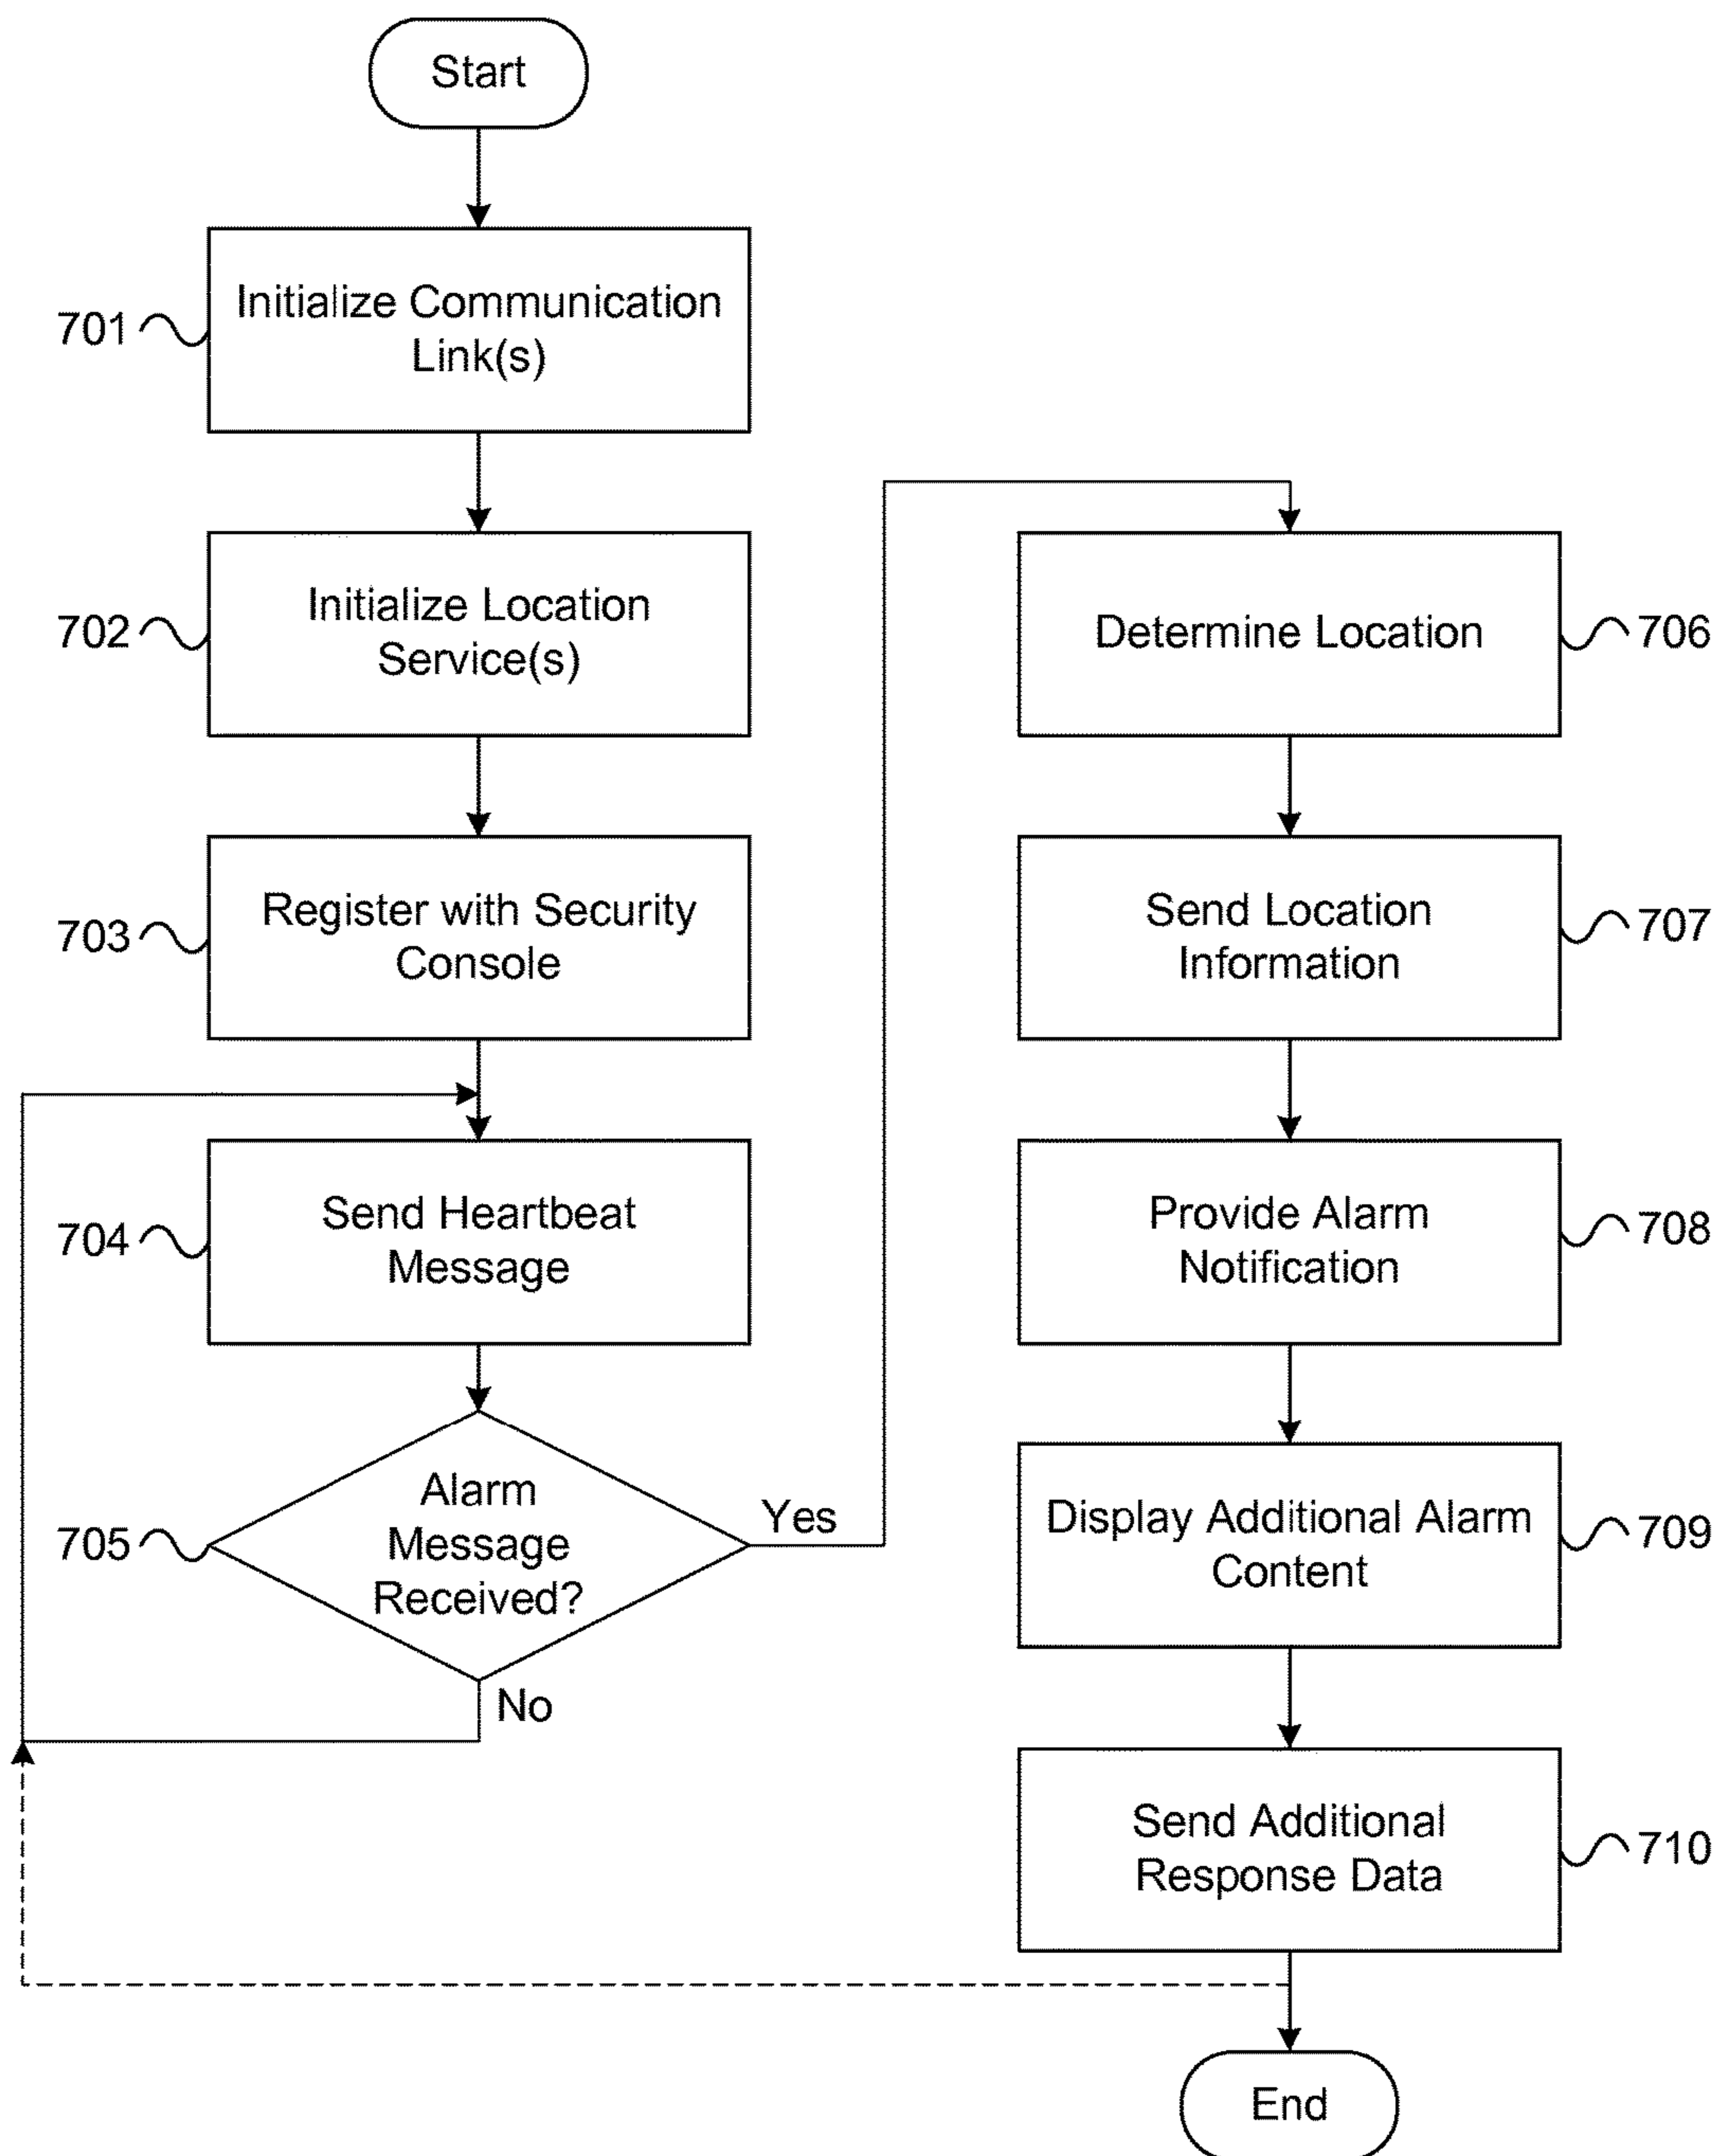 Start
701
Initialize Communication
Link(s)
702
Initialize Location
Service(s)
703
Register with Security
Console
704
Send Heartbeat
Message
705
Alarm
Message
Received?
Yes
No
Determine Location
706
Send Location
Information
707
Provide Alarm
Notification
708
Display Additional Alarm
Content
709
Send Additional
Response Data
710
End